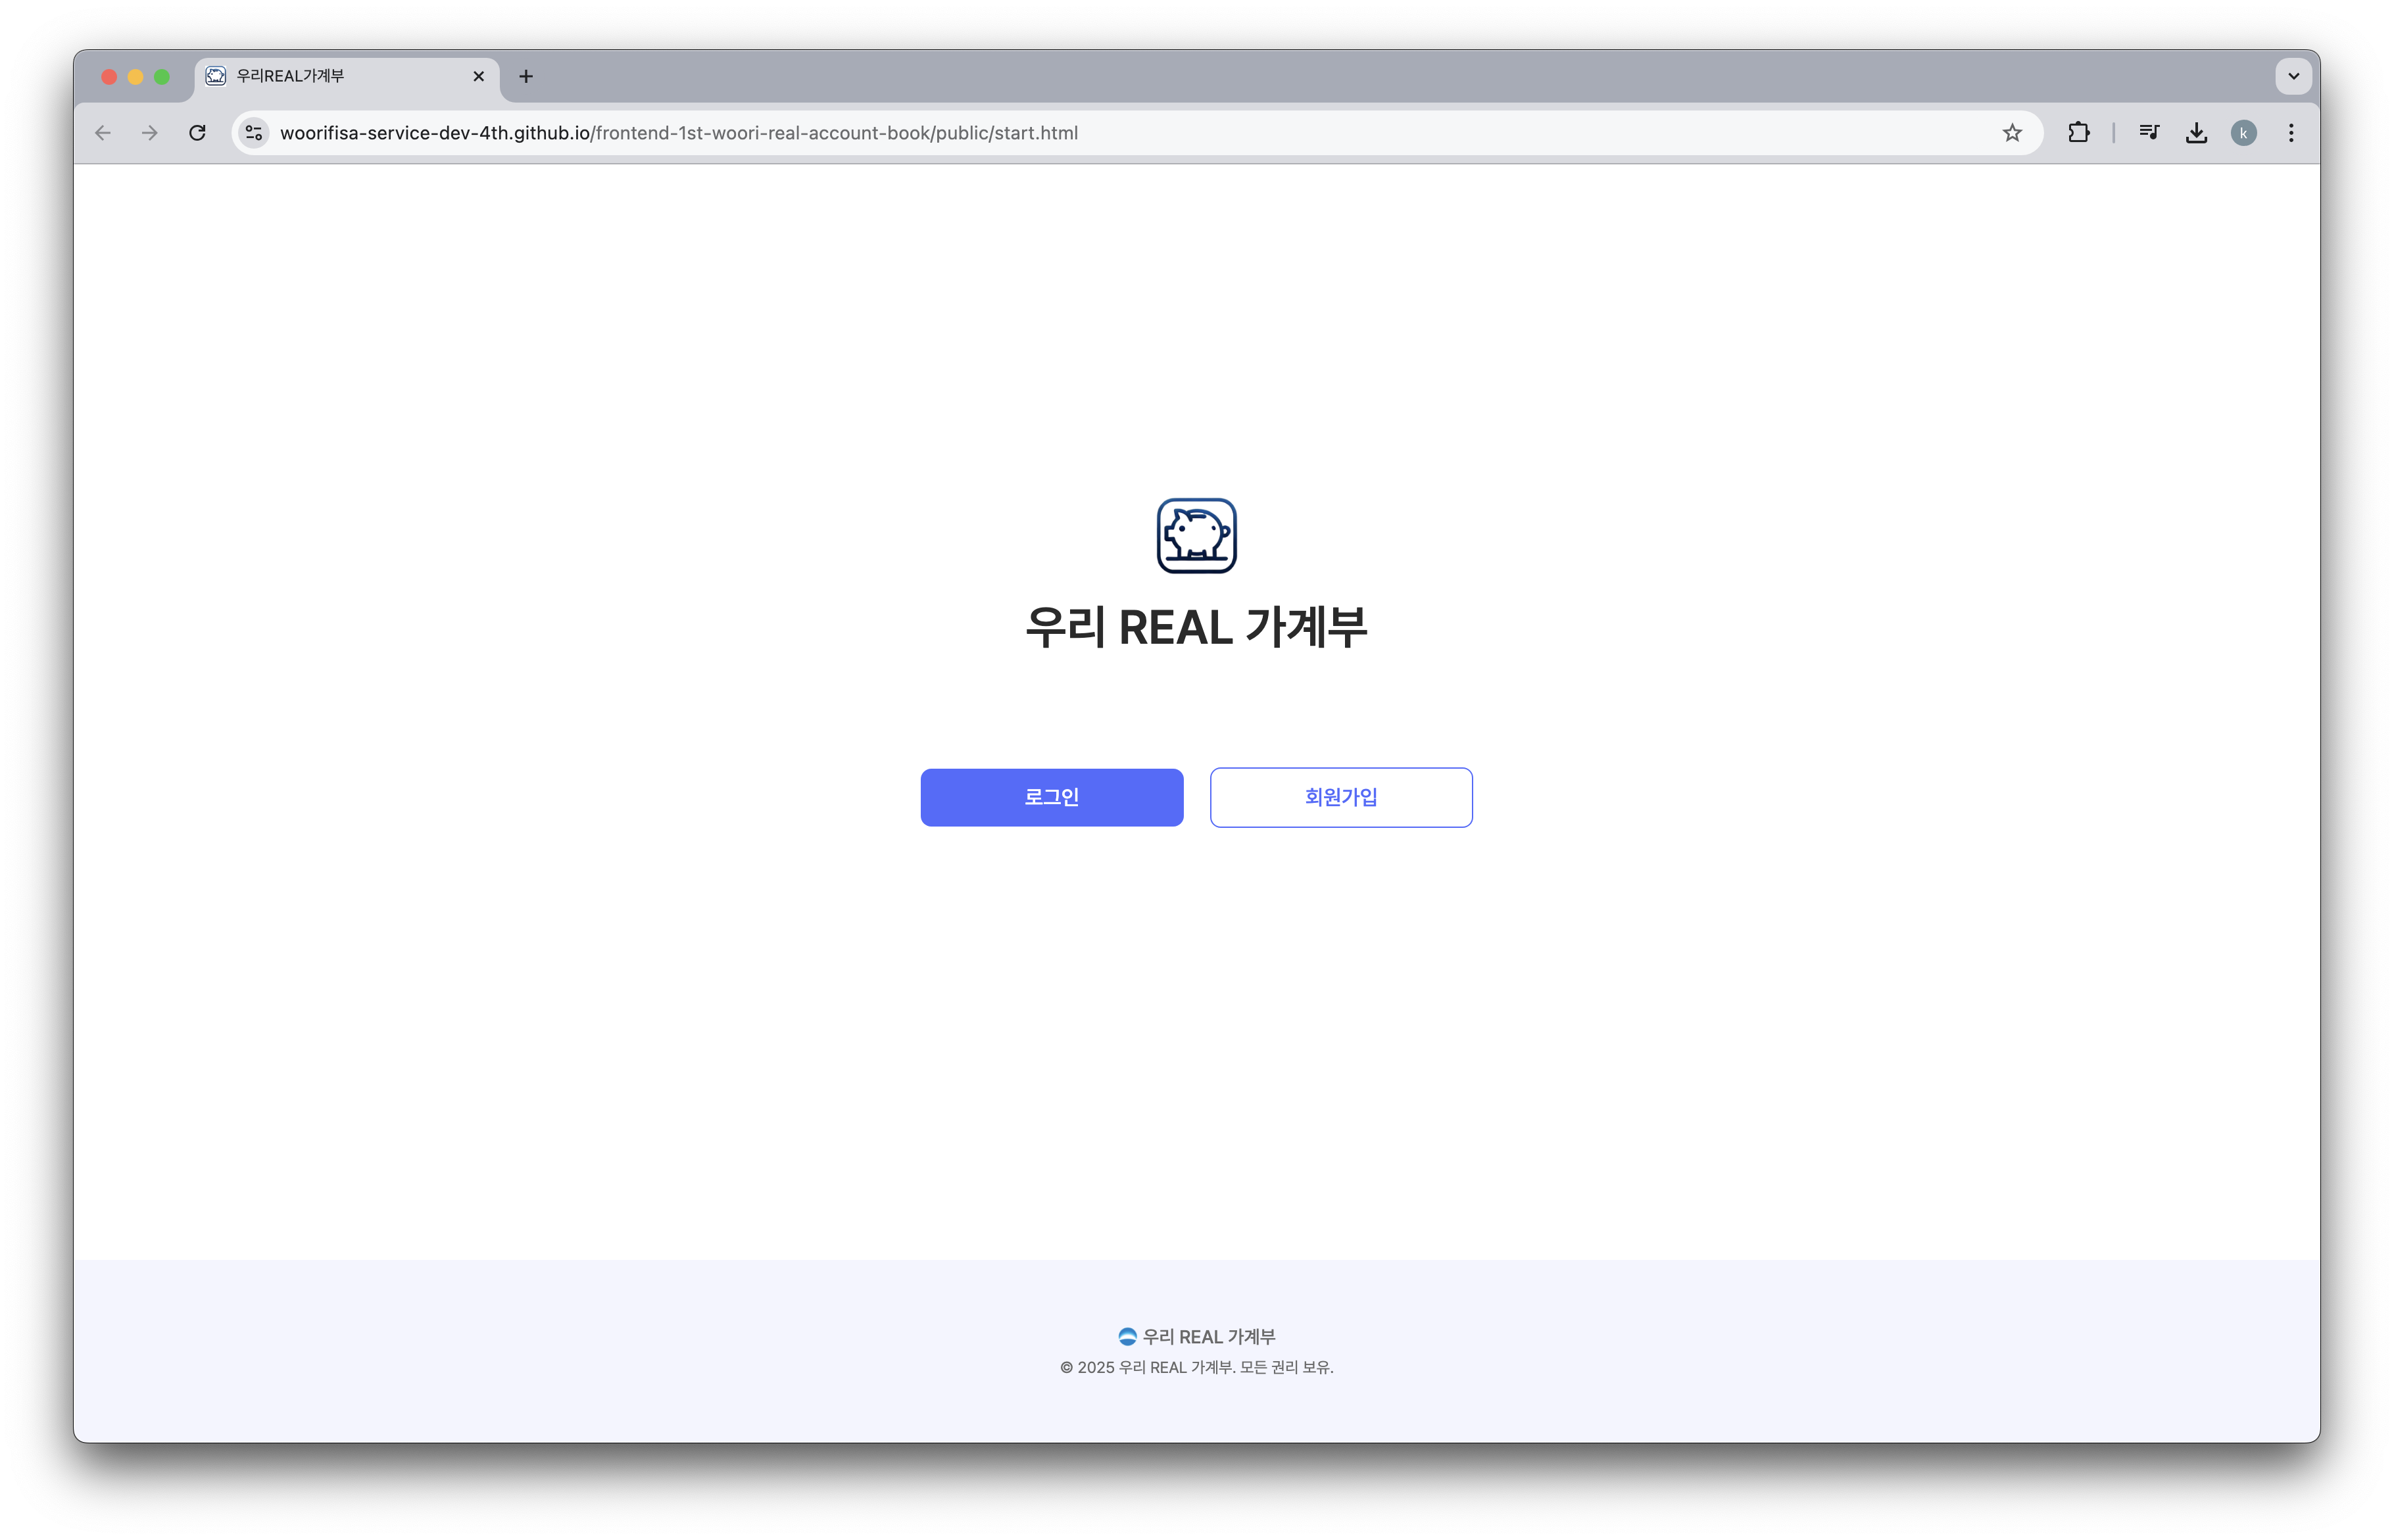 우리REAL가계부
woorifisa-service-dev-4th.github.io/frontend-1st-woori-real-account-book/public/start.html
k
우리 REAL 가계부
로그인
회원가입
우리 REAL 가계부
© 2025 우리 REAL 가계부. 모든 권리 보유.